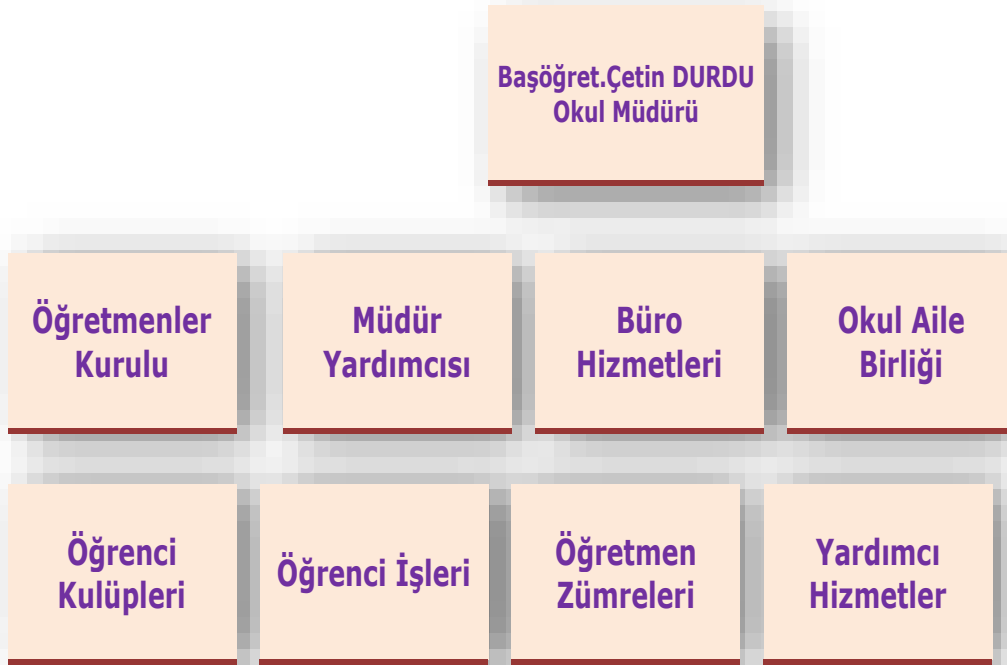 Başöğret.Çetin DURDU
Okul Müdürü
Öğretmenler
Kurulu
Müdür
Yardımcısı
Büro
Hizmetleri
Okul Aile
Birliği
Öğrenci
Kulüpleri
Öğrenci İşleri
Öğretmen
Zümreleri
Yardımcı
Hizmetler